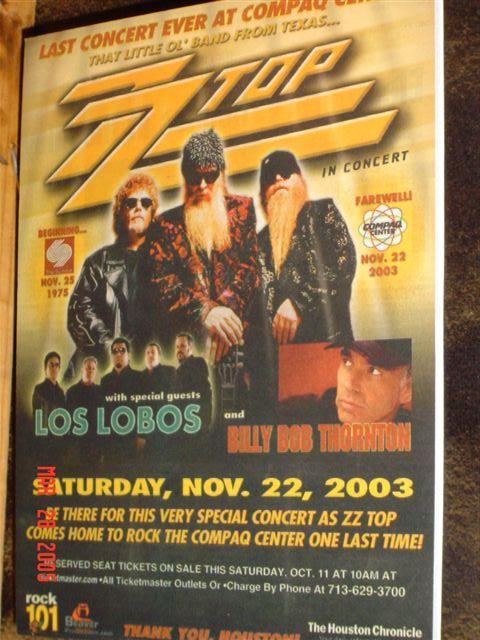 LAST CONCERT EVER AT COMPAQ
THAT LITTLE OL' BAND FROM TEXAS...
ZZ TOP
IN CONCERT
BEGINNING...
NOV. 25
1975
FAREWELL!
COMPAQ
CENTER
NOV. 22
2003
with special guests
LOS LOBOS
and
BILLY BOB THORNTON
SATURDAY, NOV. 22, 2003
BE THERE FOR THIS VERY SPECIAL CONCERT AS ZZ TOP
COMES HOME TO ROCK THE COMPAQ CENTER ONE LAST TIME!
RESERVED SEAT TICKETS ON SALE THIS SATURDAY, OCT. 11 AT 10AM AT
ticketmaster.com •All Ticketmaster Outlets Or •Charge By Phone AT 713-629-3700
rock
101
Beaver
THANK YOU, HOUSTON!
The Houston Chronicle